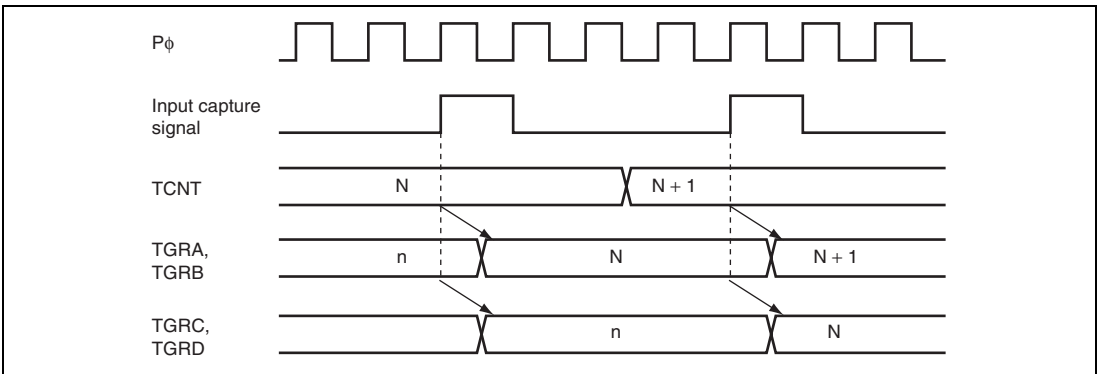 Pϕ
Input capture
signal
TCNT
N
N + 1
TGRA,
TGRB
n
N
N + 1
TGRC,
TGRD
n
N